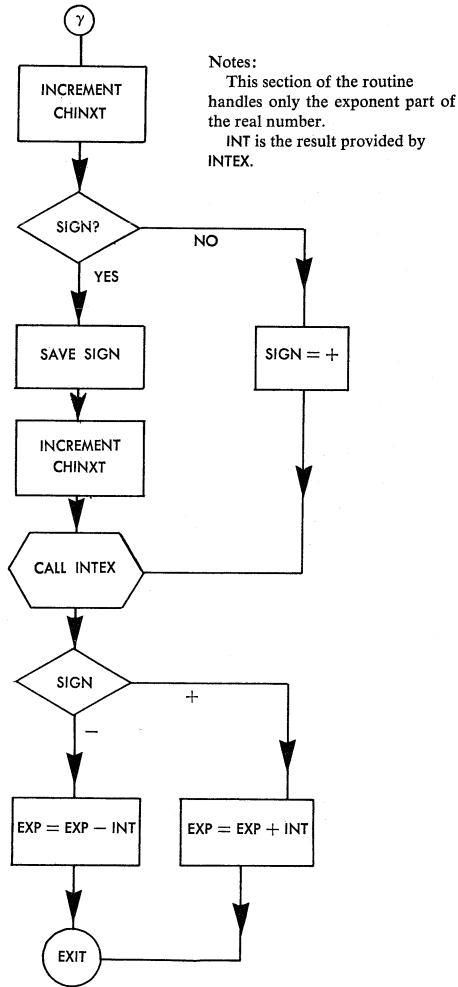 γ
INCREMENT
CHINXT
Notes:
This section of the routine
handles only the exponent part of
the real number.
INT is the result provided by
INTEX.
SIGN?
NO
YES
SAVE SIGN
SIGN = +
INCREMENT
CHINXT
CALL INTEX
SIGN
+
−
EXP = EXP − INT
EXP = EXP + INT
EXIT